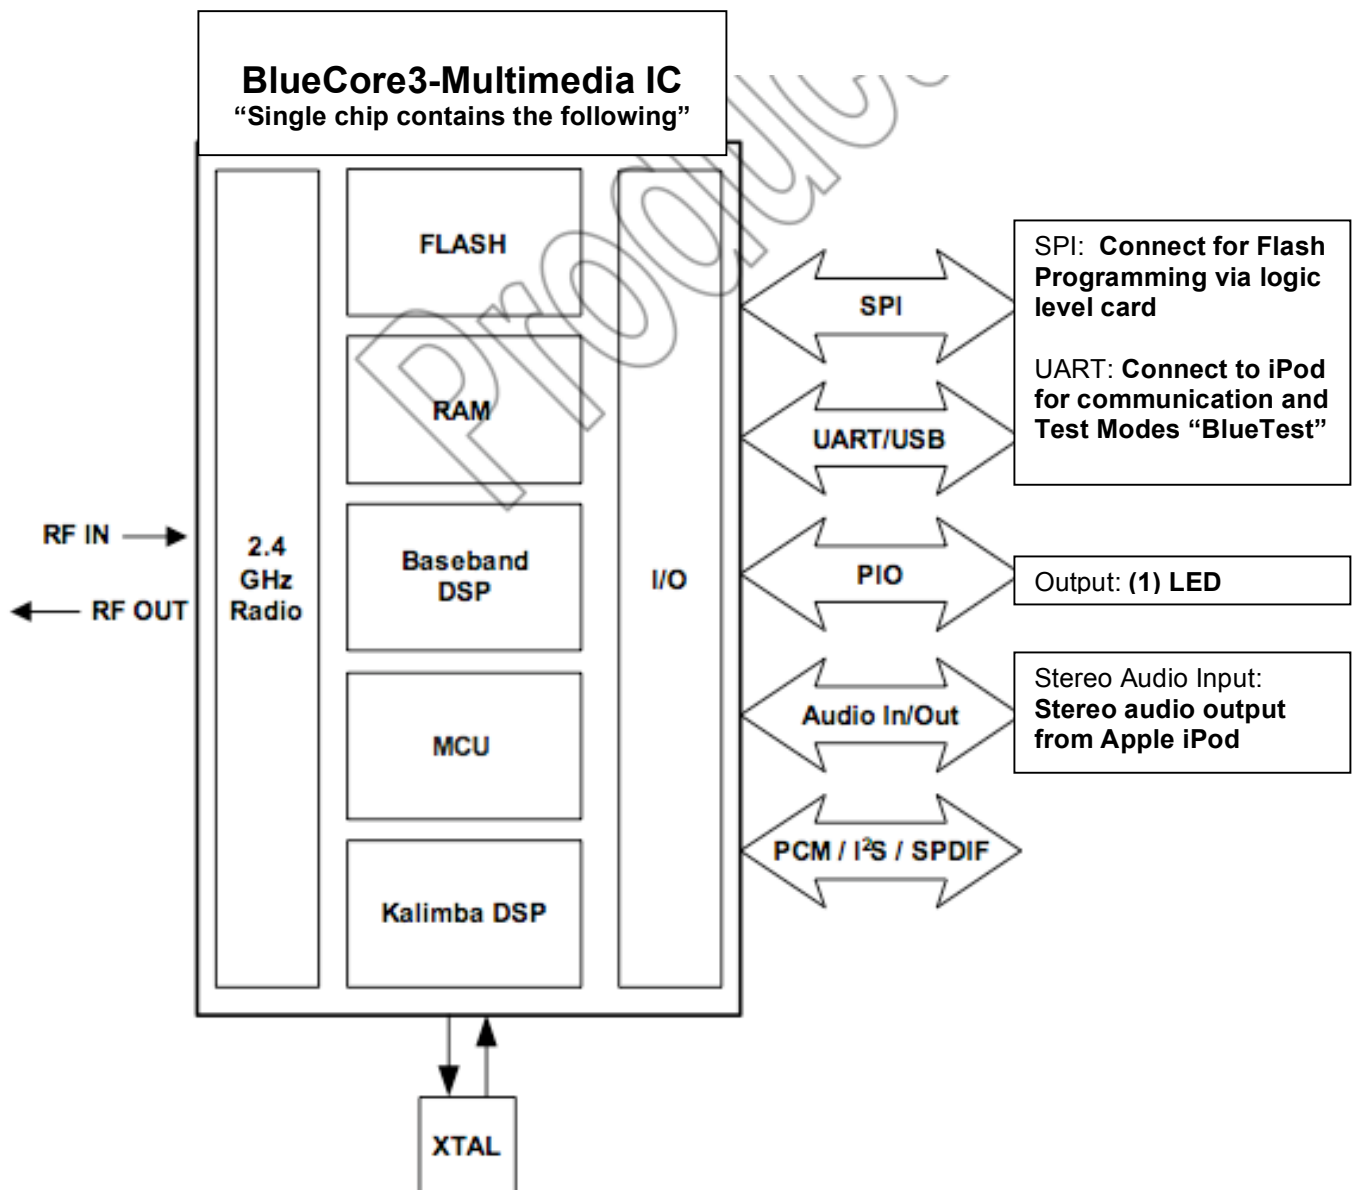 BlueCore3-Multimedia IC
“Single chip contains the following”
FLASH
RAM
Baseband
DSP
MCU
Kalimba DSP
2.4
GHz
Radio
I/O
RF IN
RF OUT
SPI
UART/USB
PIO
Audio In/Out
PCM / I²S / SPDIF
SPI: Connect for Flash
Programming via logic
level card
UART: Connect to iPod
for communication and
Test Modes “BlueTest”
Output: (1) LED
Stereo Audio Input:
Stereo audio output
from Apple iPod
XTAL